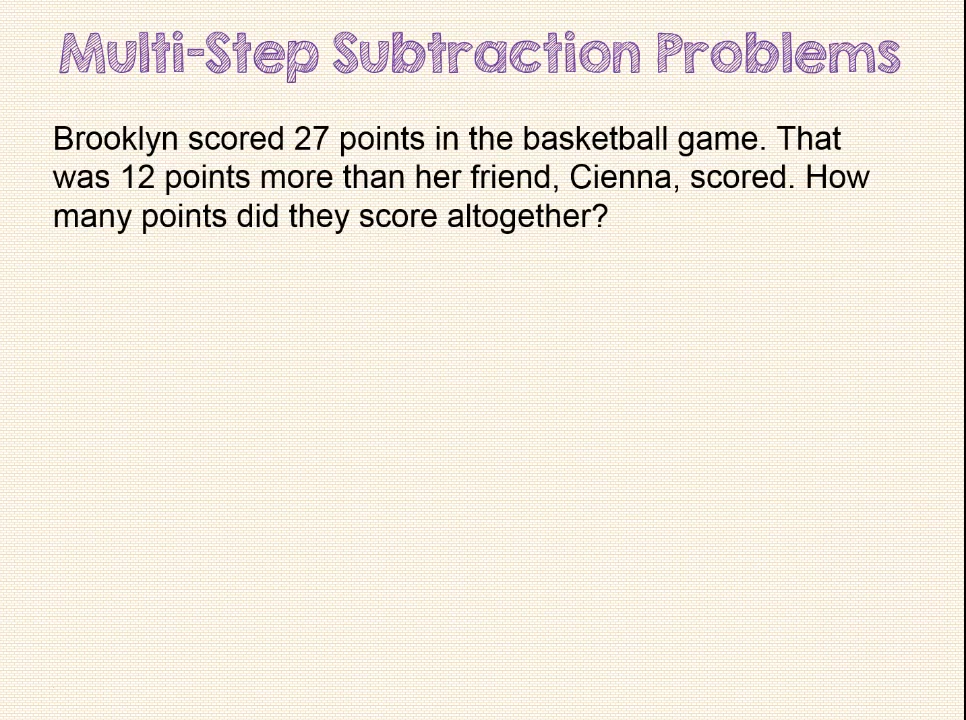 Multi-Step Subtraction Problems
Brooklyn scored 27 points in the basketball game. That
was 12 points more than her friend, Cienna, scored. How
many points did they score altogether?